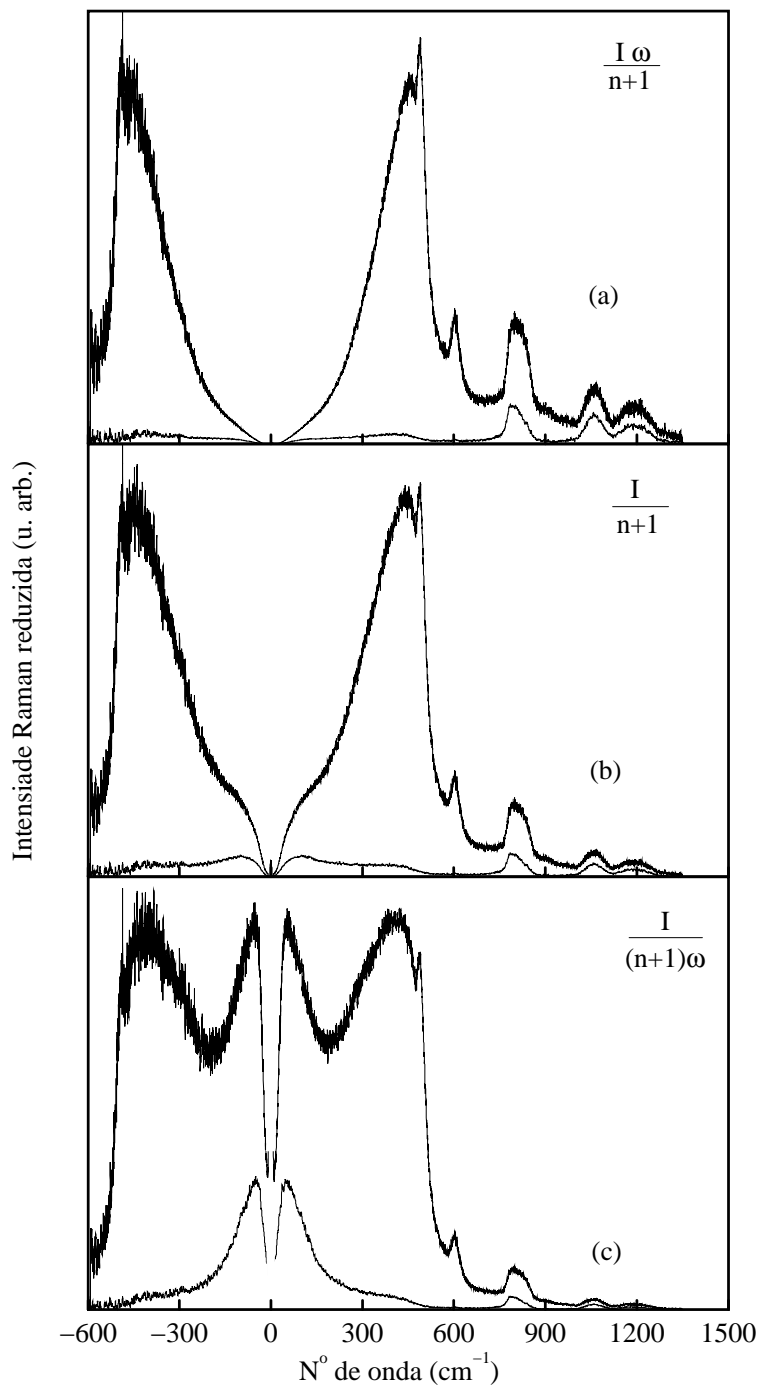 I ω
n+1
(a)
I
n+1
(b)
I
(n+1)ω
(c)
Intensiade Raman reduzida (u. arb.)
−600 −300 0 300 600 900 1200 1500
Nº de onda (cm⁻¹)